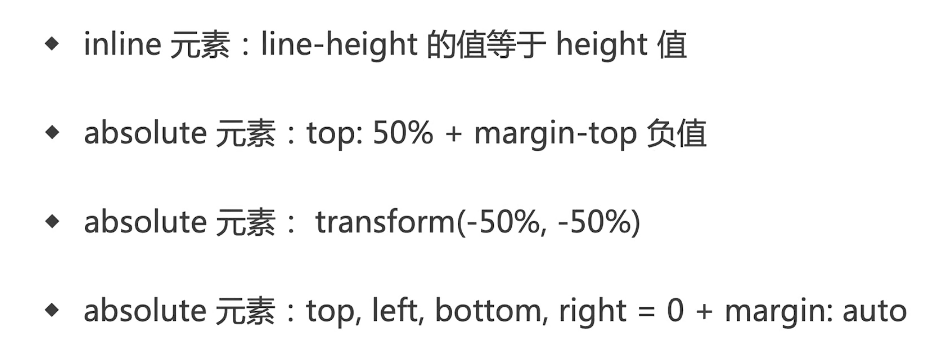 ◆ inline 元素：line-height 的值等于 height 值
◆ absolute 元素：top: 50% + margin-top 负值
◆ absolute 元素： transform(-50%, -50%)
◆ absolute 元素：top, left, bottom, right = 0 + margin: auto